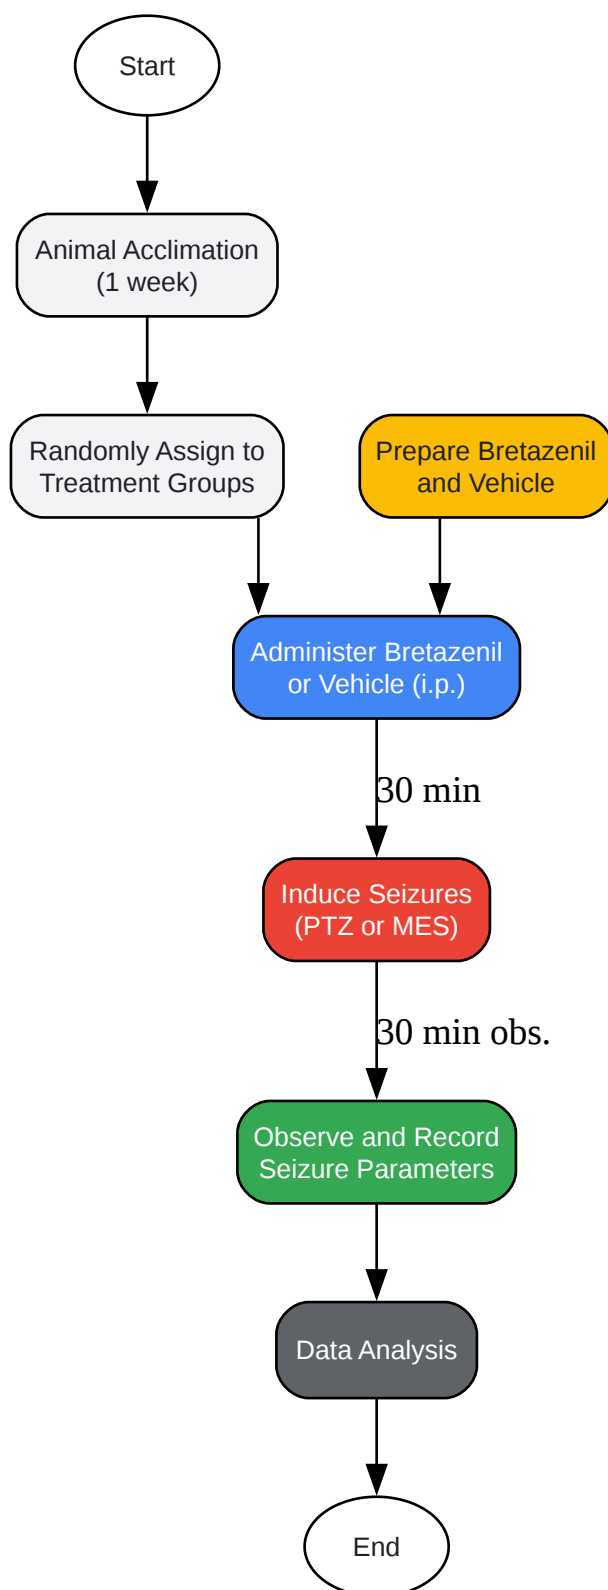 Start
Animal Acclimation
(1 week)
Randomly Assign to
Treatment Groups
Prepare Bretazenil
and Vehicle
Administer Bretazenil
or Vehicle (i.p.)
30 min
Induce Seizures
(PTZ or MES)
30 min obs.
Observe and Record
Seizure Parameters
Data Analysis
End